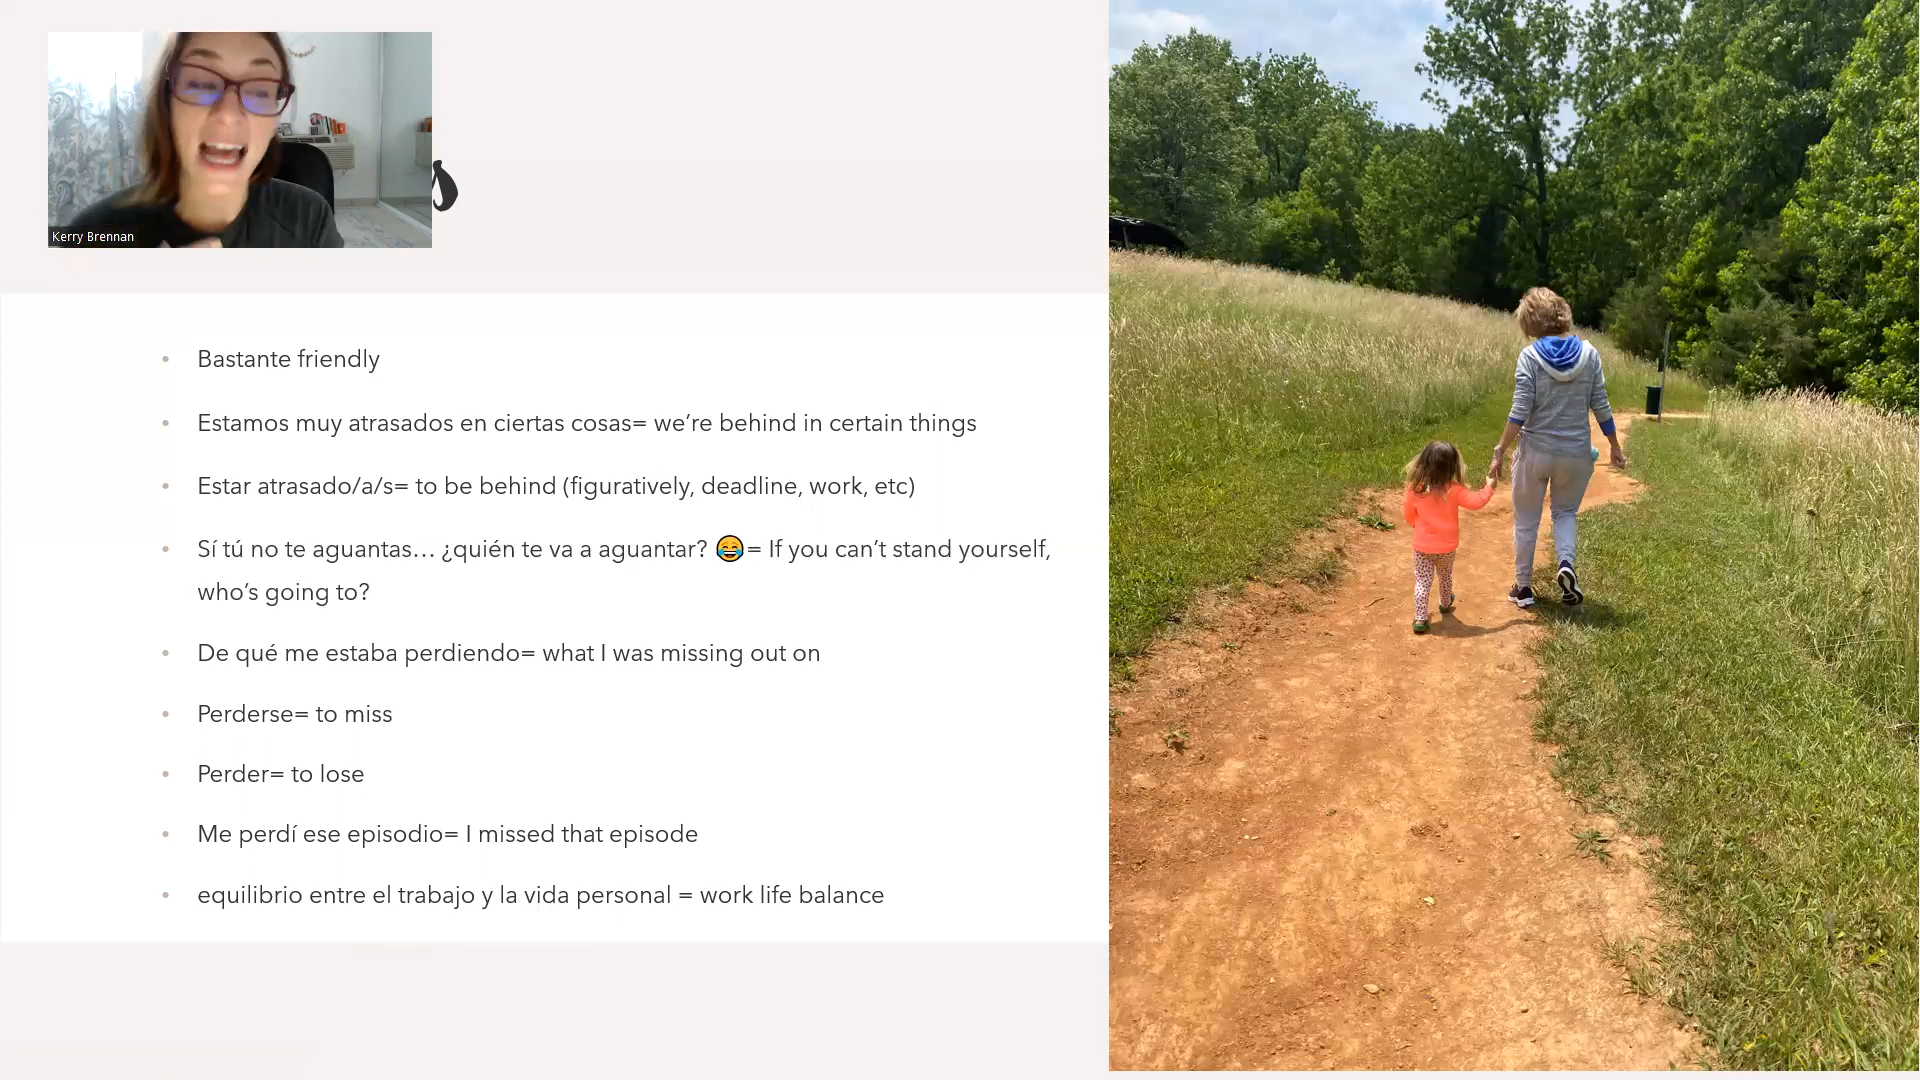 Kerry Brennan
s
Bastante friendly
Estamos muy atrasados en ciertas cosas= we’re behind in certain things
Estar atrasado/a/s= to be behind (figuratively, deadline, work, etc)
Sí tú no te aguantas… ¿quién te va a aguantar? 😂= If you can’t stand yourself,
who’s going to?
De qué me estaba perdiendo= what I was missing out on
Perderse= to miss
Perder= to lose
Me perdí ese episodio= I missed that episode
equilibrio entre el trabajo y la vida personal = work life balance